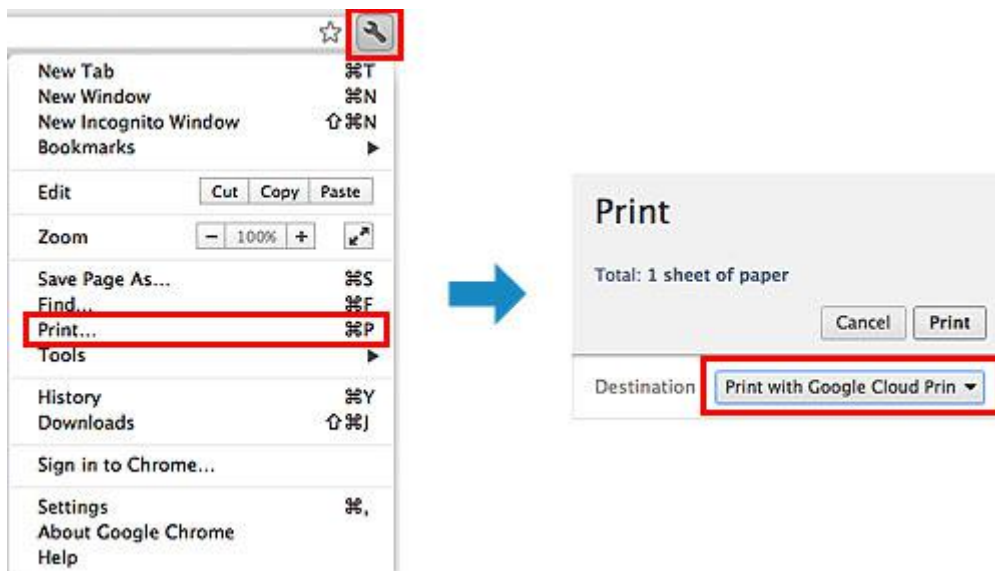 New Tab ⌘T
New Window ⌘N
New Incognito Window ⇧⌘N
Bookmarks ▶
Edit Cut Copy Paste
Zoom − 100% +
Save Page As... ⌘S
Find... ⌘F
Print... ⌘P
Tools ▶
History ⌘Y
Downloads ⇧⌘J
Sign in to Chrome...
Settings ⌘,
About Google Chrome
Help
Print
Total: 1 sheet of paper
Cancel Print
Destination Print with Google Cloud Prin